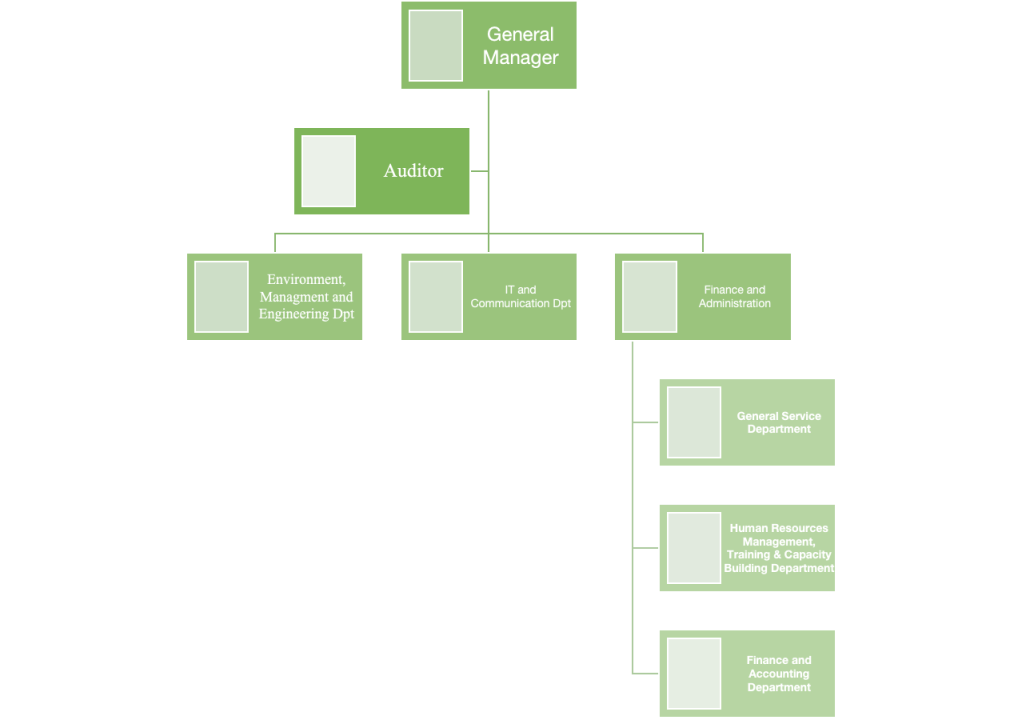 General
Manager
Auditor
Environment,
Managment and
Engineering Dpt
IT and
Communication Dpt
Finance and
Administration
General Service
Department
Human Resources
Management,
Training & Capacity
Building Department
Finance and
Accounting
Department